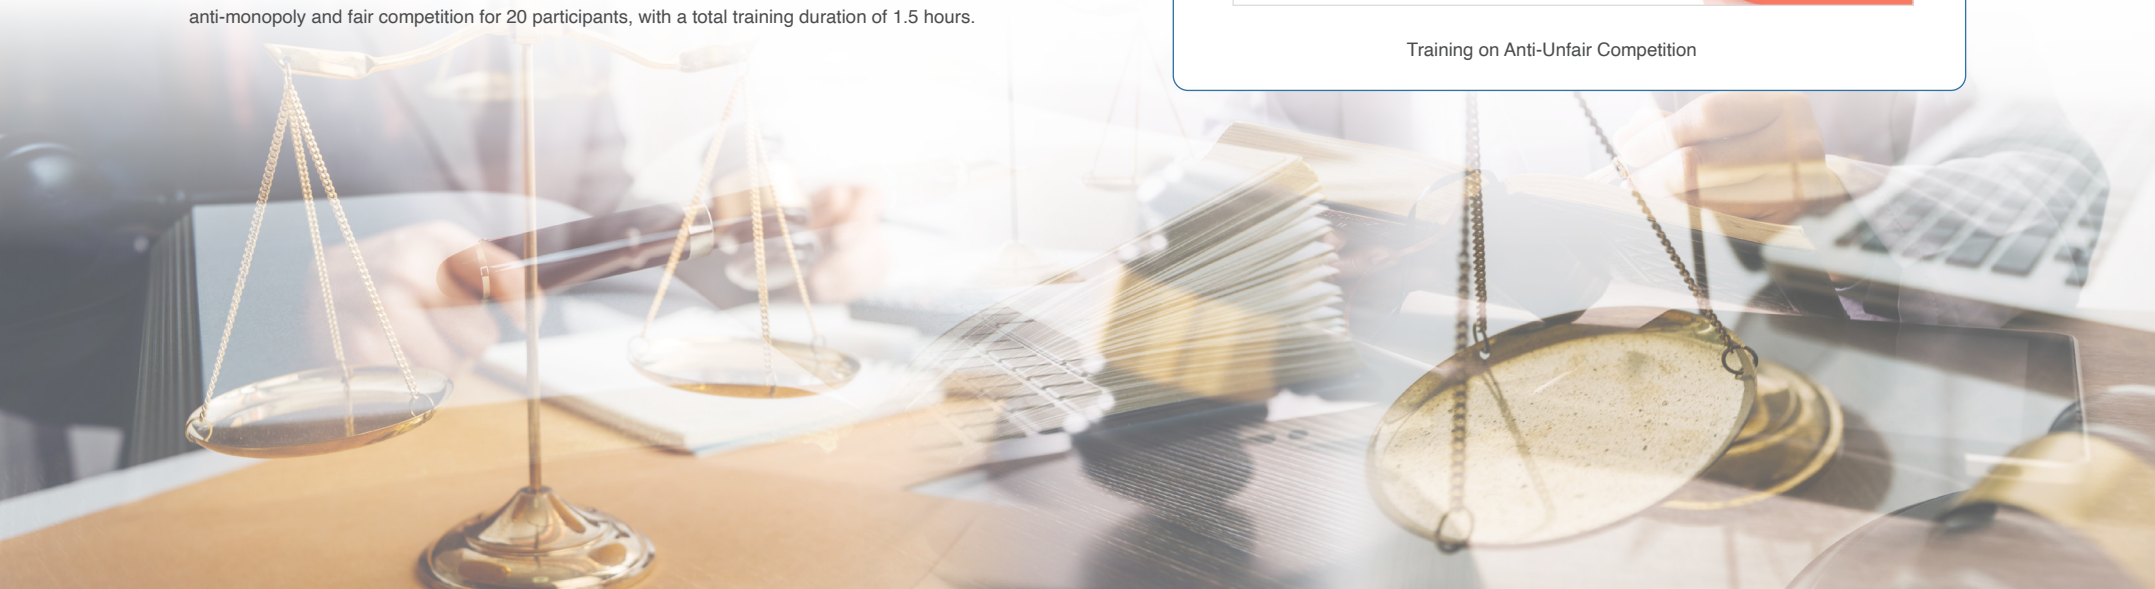 anti-monopoly and fair competition for 20 participants, with a total training duration of 1.5 hours.
Training on Anti-Unfair Competition